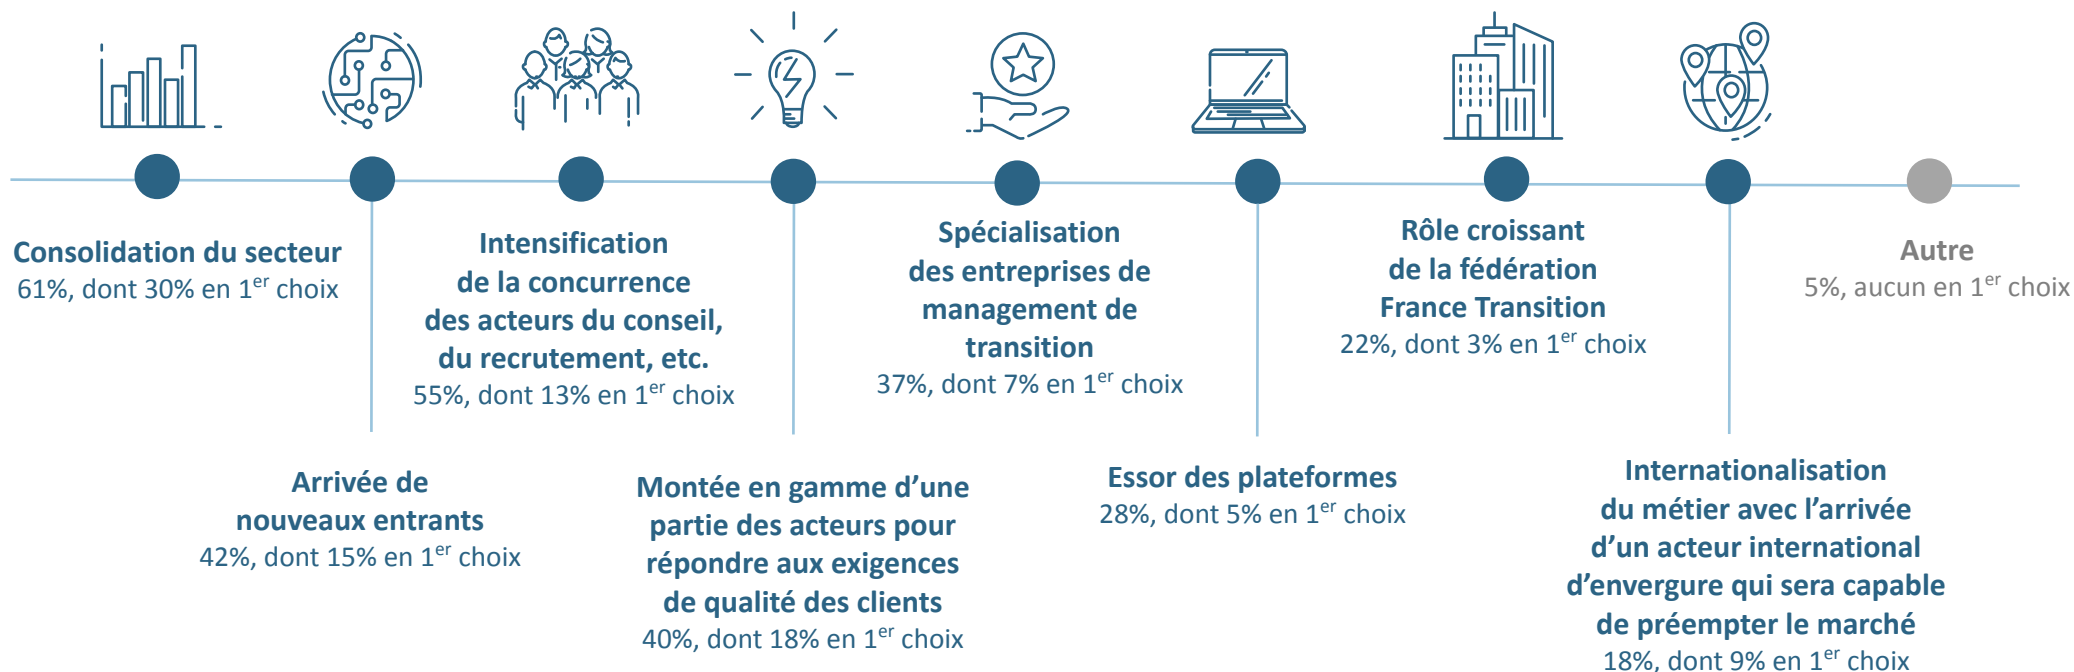 Consolidation du secteur
61%, dont 30% en 1er choix
Arrivée de
nouveaux entrants
42%, dont 15% en 1er choix
Intensification
de la concurrence
des acteurs du conseil,
du recrutement, etc.
55%, dont 13% en 1er choix
Montée en gamme d’une
partie des acteurs pour
répondre aux exigences
de qualité des clients
40%, dont 18% en 1er choix
Spécialisation
des entreprises de
management de
transition
37%, dont 7% en 1er choix
Essor des plateformes
28%, dont 5% en 1er choix
Rôle croissant
de la fédération
France Transition
22%, dont 3% en 1er choix
Internationalisation
du métier avec l’arrivée
d’un acteur international
d’envergure qui sera capable
de préempter le marché
18%, dont 9% en 1er choix
Autre
5%, aucun en 1er choix